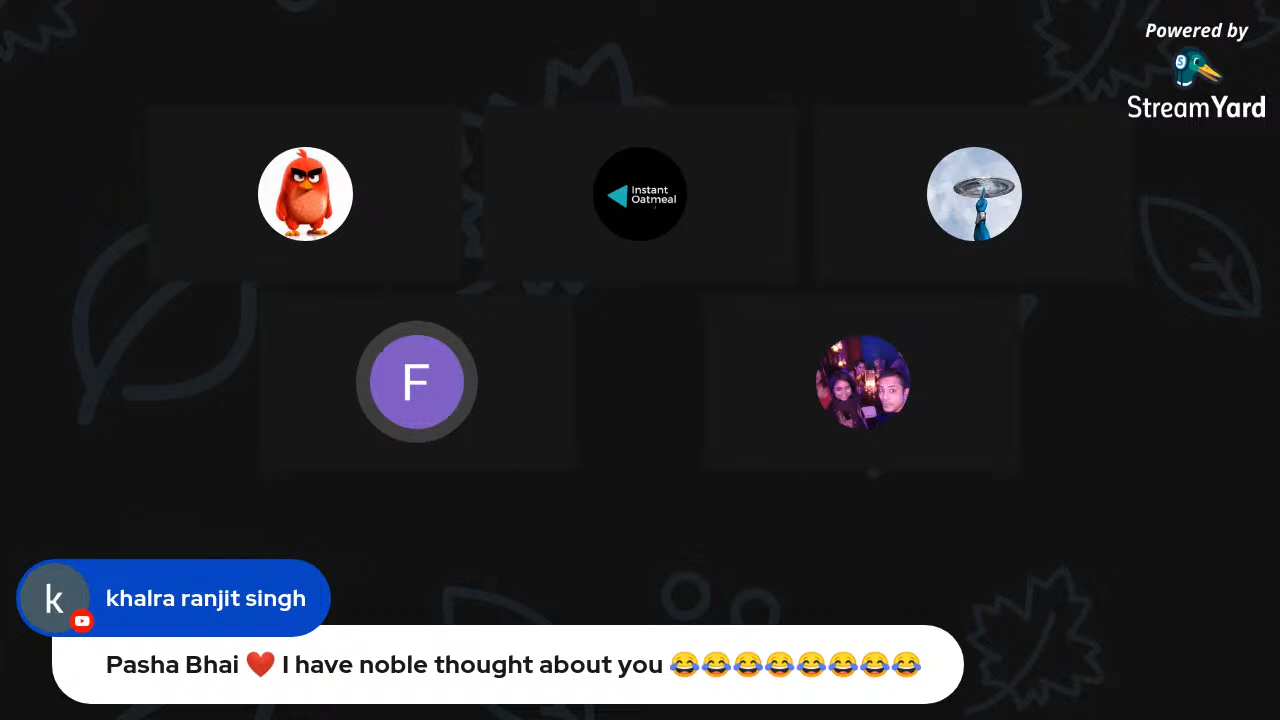 Powered by
StreamYard
Instant
Oatmeal
F
k
khalra ranjit singh
Pasha Bhai ❤️ I have noble thought about you 😂😂😂😂😂😂😂😂